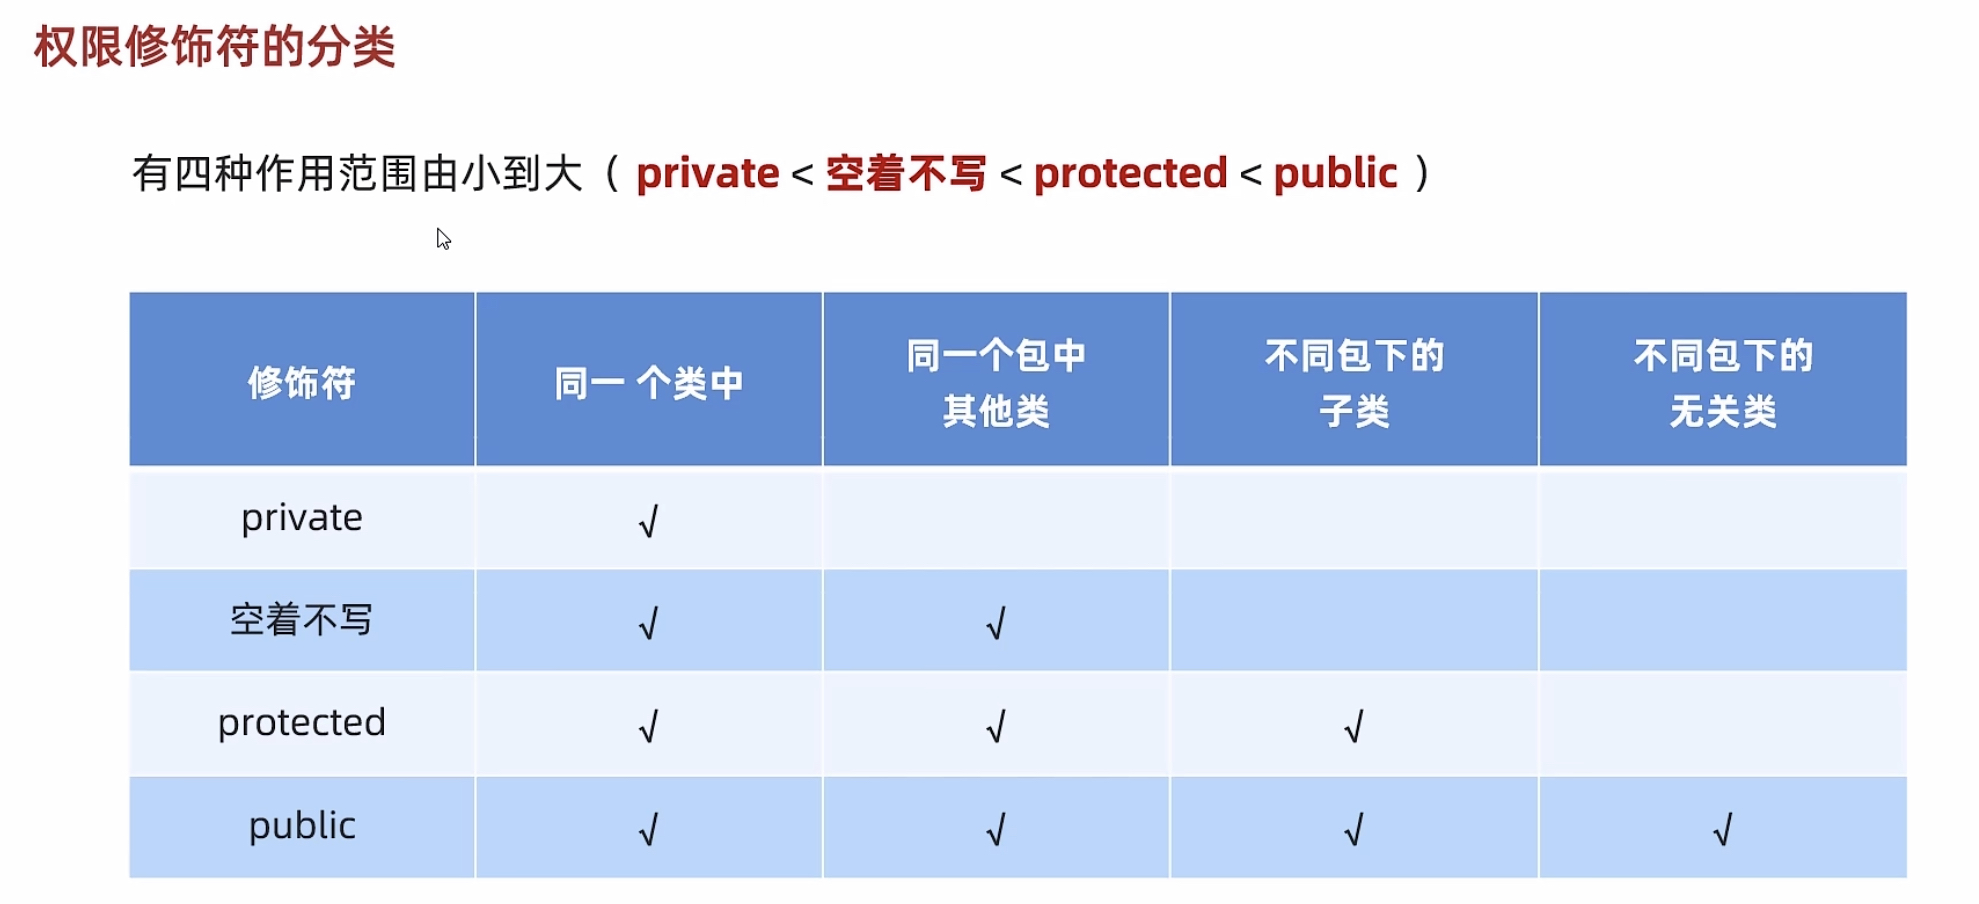 权限修饰符的分类
有四种作用范围由小到大（ private < 空着不写 < protected < public ）
修饰符 同一 个类中 同一个包中其他类 不同包下的子类 不同包下的无关类
private √
空着不写 √ √
protected √ √ √
public √ √ √ √